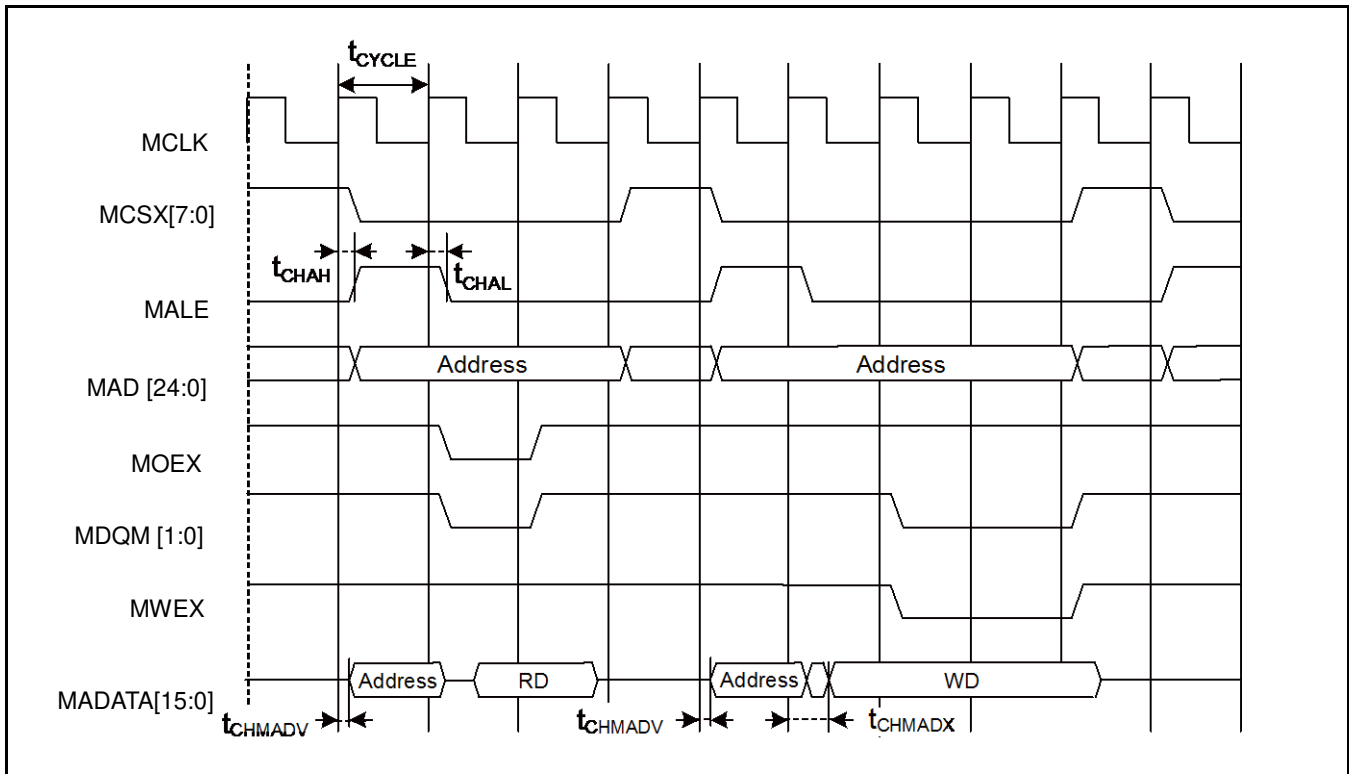 tCYCLE
MCLK
MCSX[7:0]
tCHAH
tCHAL
MALE
Address
Address
MAD [24:0]
MOEX
MDQM [1:0]
MWEX
Address
RD
Address
WD
MADATA[15:0]
tCHMADV
tCHMADV
tCHMADX